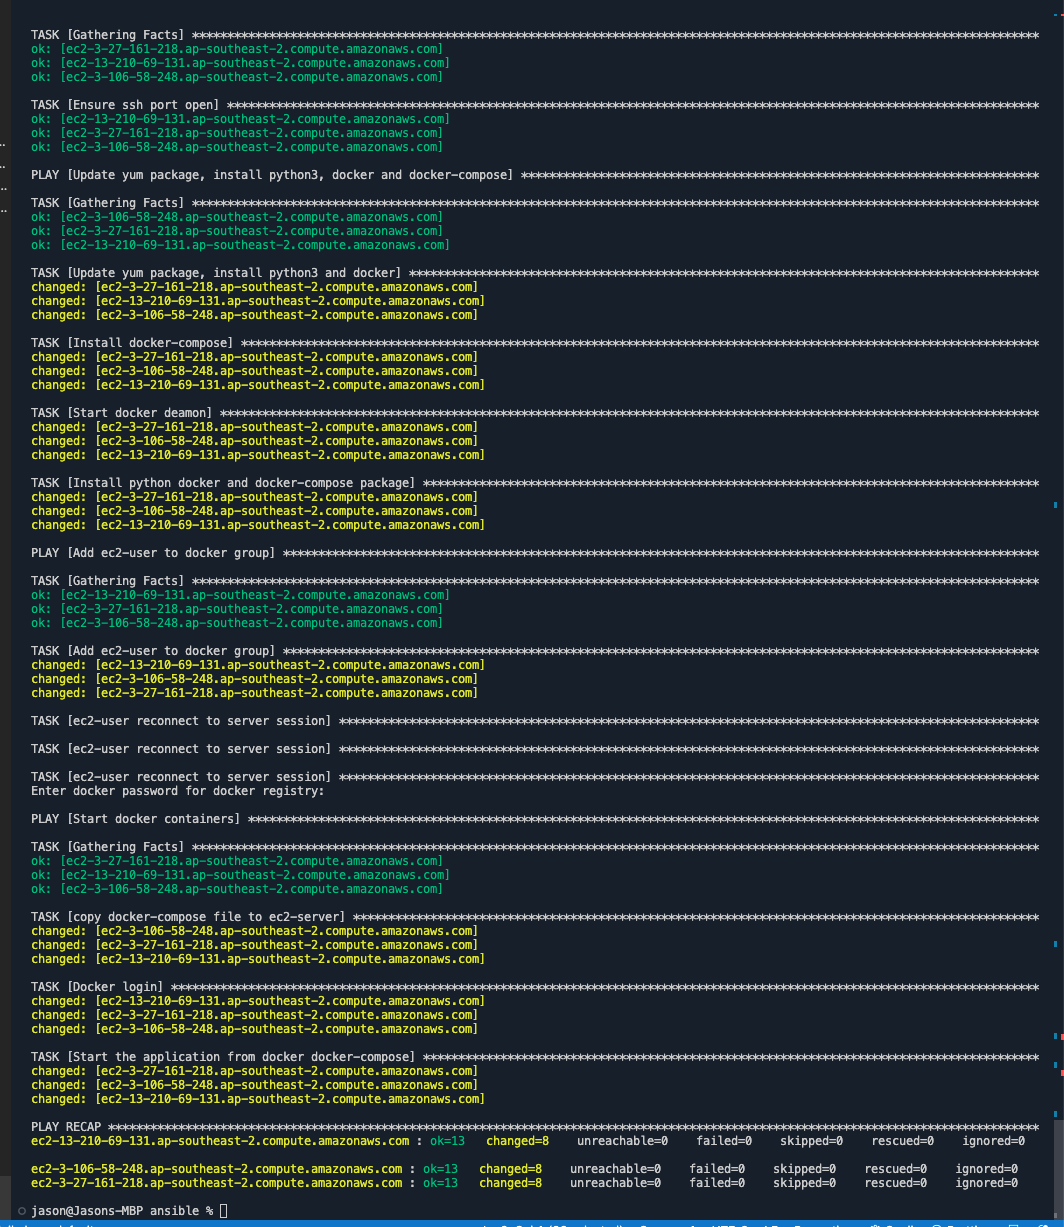 TASK [Gathering Facts] ******************************************************************************************************************
ok: [ec2-3-27-161-218.ap-southeast-2.compute.amazonaws.com]
ok: [ec2-13-210-69-131.ap-southeast-2.compute.amazonaws.com]
ok: [ec2-3-106-58-248.ap-southeast-2.compute.amazonaws.com]
TASK [Ensure ssh port open] *************************************************************************************************************
ok: [ec2-13-210-69-131.ap-southeast-2.compute.amazonaws.com]
ok: [ec2-3-27-161-218.ap-southeast-2.compute.amazonaws.com]
ok: [ec2-3-106-58-248.ap-southeast-2.compute.amazonaws.com]
PLAY [Update yum package, install python3, docker and docker-compose] *******************************************************************
TASK [Gathering Facts] ******************************************************************************************************************
ok: [ec2-3-106-58-248.ap-southeast-2.compute.amazonaws.com]
ok: [ec2-3-27-161-218.ap-southeast-2.compute.amazonaws.com]
ok: [ec2-13-210-69-131.ap-southeast-2.compute.amazonaws.com]
TASK [Update yum package, install python3 and docker] ***********************************************************************************
changed: [ec2-3-27-161-218.ap-southeast-2.compute.amazonaws.com]
changed: [ec2-13-210-69-131.ap-southeast-2.compute.amazonaws.com]
changed: [ec2-3-106-58-248.ap-southeast-2.compute.amazonaws.com]
TASK [Install docker-compose] ***********************************************************************************************************
changed: [ec2-3-27-161-218.ap-southeast-2.compute.amazonaws.com]
changed: [ec2-3-106-58-248.ap-southeast-2.compute.amazonaws.com]
changed: [ec2-13-210-69-131.ap-southeast-2.compute.amazonaws.com]
TASK [Start docker deamon] **************************************************************************************************************
changed: [ec2-3-27-161-218.ap-southeast-2.compute.amazonaws.com]
changed: [ec2-3-106-58-248.ap-southeast-2.compute.amazonaws.com]
changed: [ec2-13-210-69-131.ap-southeast-2.compute.amazonaws.com]
TASK [Install python docker and docker-compose package] *********************************************************************************
changed: [ec2-3-27-161-218.ap-southeast-2.compute.amazonaws.com]
changed: [ec2-3-106-58-248.ap-southeast-2.compute.amazonaws.com]
changed: [ec2-13-210-69-131.ap-southeast-2.compute.amazonaws.com]
PLAY [Add ec2-user to docker group] *****************************************************************************************************
TASK [Gathering Facts] ******************************************************************************************************************
ok: [ec2-13-210-69-131.ap-southeast-2.compute.amazonaws.com]
ok: [ec2-3-27-161-218.ap-southeast-2.compute.amazonaws.com]
ok: [ec2-3-106-58-248.ap-southeast-2.compute.amazonaws.com]
TASK [Add ec2-user to docker group] *****************************************************************************************************
changed: [ec2-13-210-69-131.ap-southeast-2.compute.amazonaws.com]
changed: [ec2-3-106-58-248.ap-southeast-2.compute.amazonaws.com]
changed: [ec2-3-27-161-218.ap-southeast-2.compute.amazonaws.com]
TASK [ec2-user reconnect to server session] *********************************************************************************************
TASK [ec2-user reconnect to server session] *********************************************************************************************
TASK [ec2-user reconnect to server session] *********************************************************************************************
Enter docker password for docker registry:
PLAY [Start docker containers] **********************************************************************************************************
TASK [Gathering Facts] ******************************************************************************************************************
ok: [ec2-3-27-161-218.ap-southeast-2.compute.amazonaws.com]
ok: [ec2-13-210-69-131.ap-southeast-2.compute.amazonaws.com]
ok: [ec2-3-106-58-248.ap-southeast-2.compute.amazonaws.com]
TASK [copy docker-compose file to ec2-server] *******************************************************************************************
changed: [ec2-3-106-58-248.ap-southeast-2.compute.amazonaws.com]
changed: [ec2-3-27-161-218.ap-southeast-2.compute.amazonaws.com]
changed: [ec2-13-210-69-131.ap-southeast-2.compute.amazonaws.com]
TASK [Docker login] *********************************************************************************************************************
changed: [ec2-13-210-69-131.ap-southeast-2.compute.amazonaws.com]
changed: [ec2-3-27-161-218.ap-southeast-2.compute.amazonaws.com]
changed: [ec2-3-106-58-248.ap-southeast-2.compute.amazonaws.com]
TASK [Start the application from docker docker-compose] *********************************************************************************
changed: [ec2-3-27-161-218.ap-southeast-2.compute.amazonaws.com]
changed: [ec2-3-106-58-248.ap-southeast-2.compute.amazonaws.com]
changed: [ec2-13-210-69-131.ap-southeast-2.compute.amazonaws.com]
PLAY RECAP ******************************************************************************************************************************
ec2-13-210-69-131.ap-southeast-2.compute.amazonaws.com : ok=13 changed=8 unreachable=0 failed=0 skipped=0 rescued=0 ignored=0
ec2-3-106-58-248.ap-southeast-2.compute.amazonaws.com : ok=13 changed=8 unreachable=0 failed=0 skipped=0 rescued=0 ignored=0
ec2-3-27-161-218.ap-southeast-2.compute.amazonaws.com : ok=13 changed=8 unreachable=0 failed=0 skipped=0 rescued=0 ignored=0
jason@Jasons-MBP ansible %